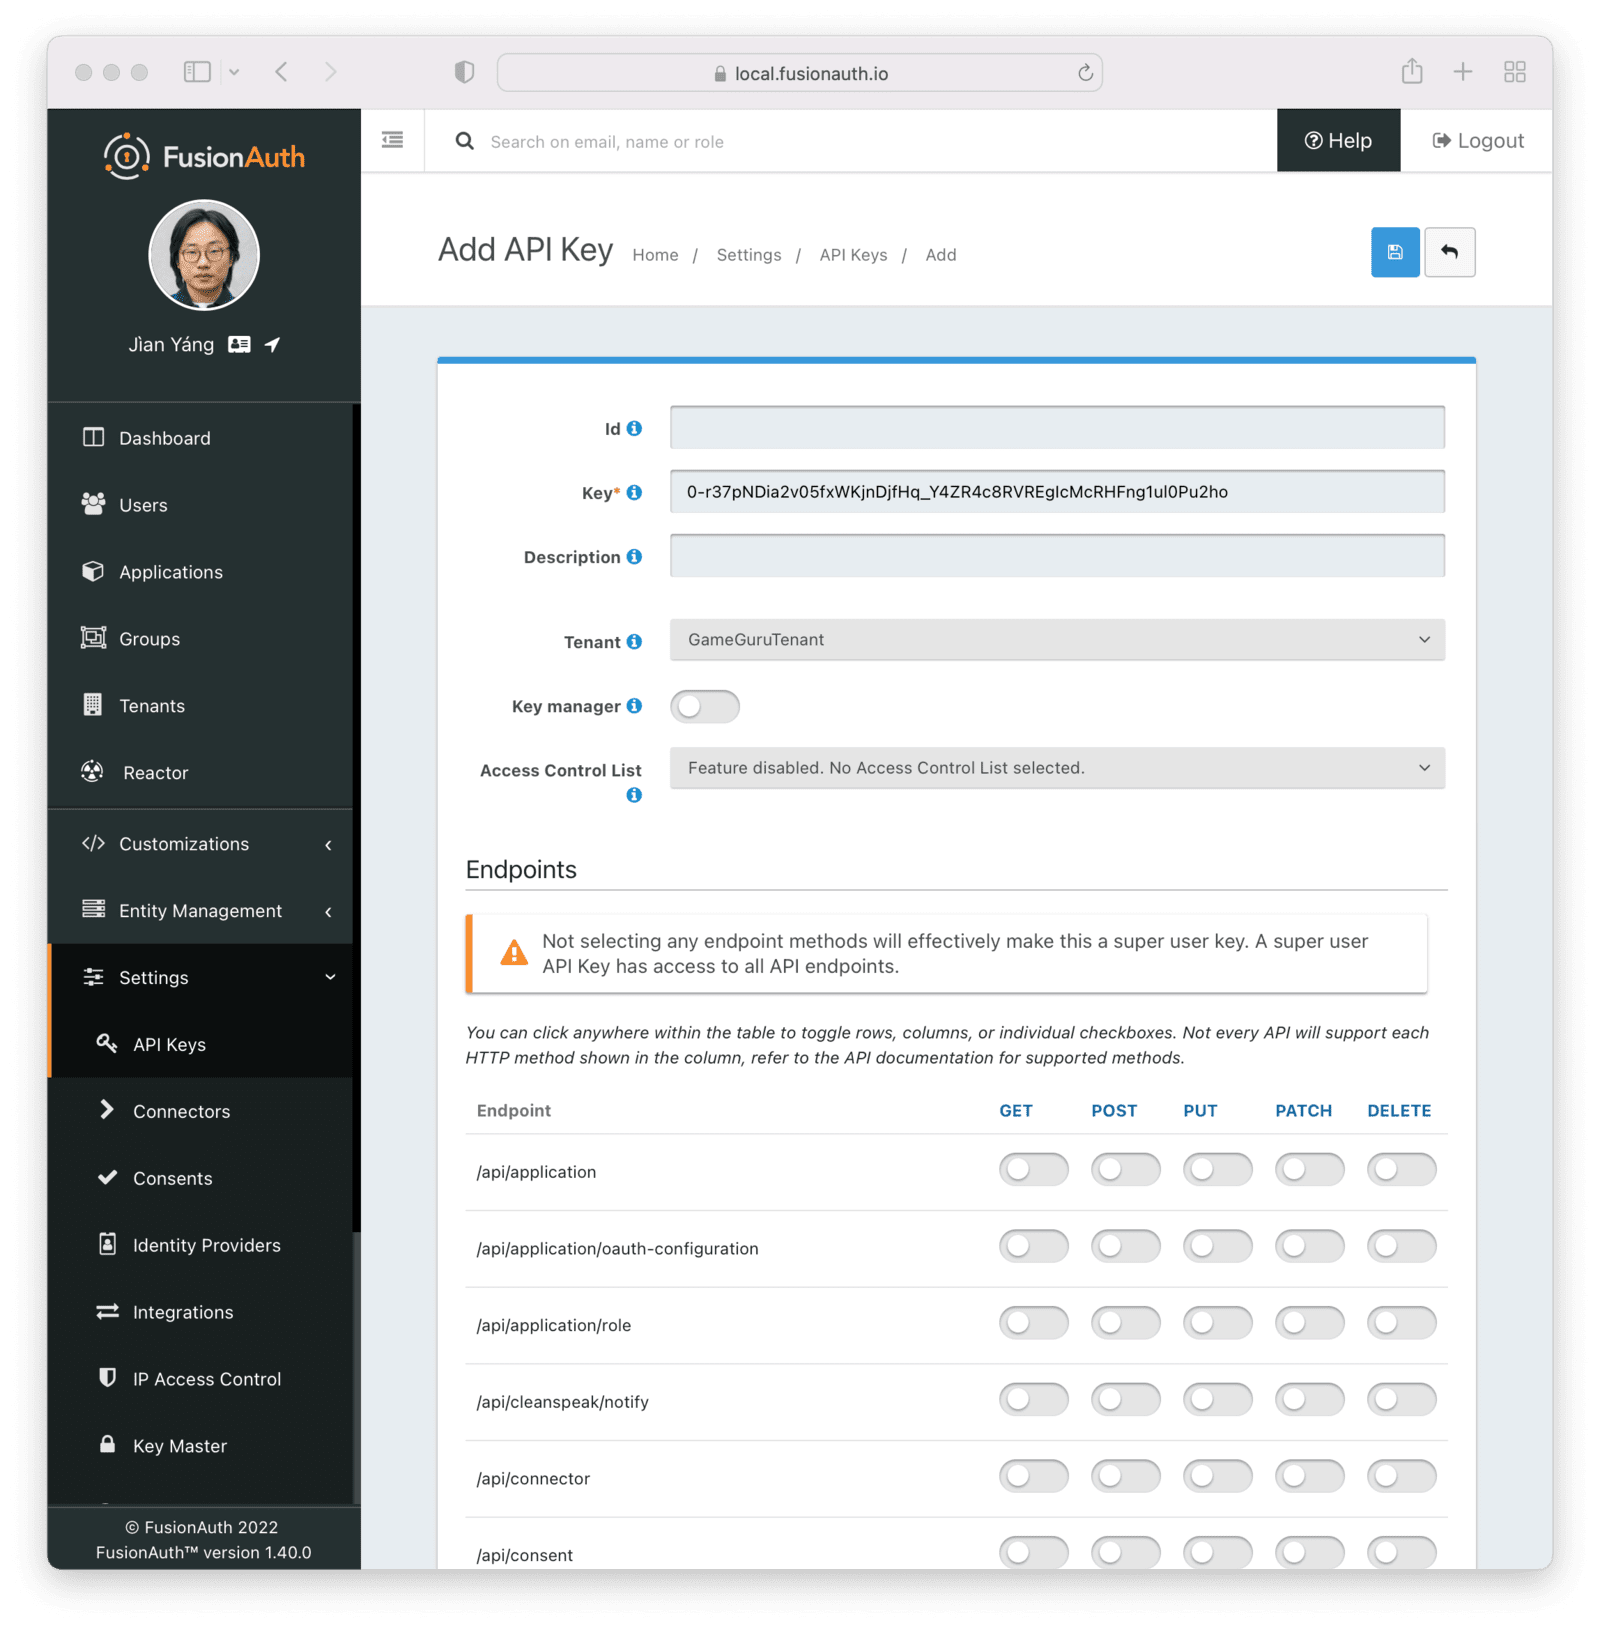 local.fusionauth.io
FusionAuth
Search on email, name or role
Help
Logout
Jìan Yáng
Add API Key
Home / Settings / API Keys / Add
Dashboard
Users
Applications
Groups
Tenants
Reactor
Customizations
Entity Management
Settings
API Keys
Connectors
Consents
Identity Providers
Integrations
IP Access Control
Key Master
© FusionAuth 2022
FusionAuth™ version 1.40.0
Id
Key* 0-r37pNDia2v05fxWKjnDjfHq_Y4ZR4c8RVREgIcMcRHFng1ul0Pu2ho
Description
Tenant GameGuruTenant
Key manager
Access Control List Feature disabled. No Access Control List selected.
Endpoints
Not selecting any endpoint methods will effectively make this a super user key. A super user
API Key has access to all API endpoints.
You can click anywhere within the table to toggle rows, columns, or individual checkboxes. Not every API will support each
HTTP method shown in the column, refer to the API documentation for supported methods.
Endpoint GET POST PUT PATCH DELETE
/api/application
/api/application/oauth-configuration
/api/application/role
/api/cleanspeak/notify
/api/connector
/api/consent